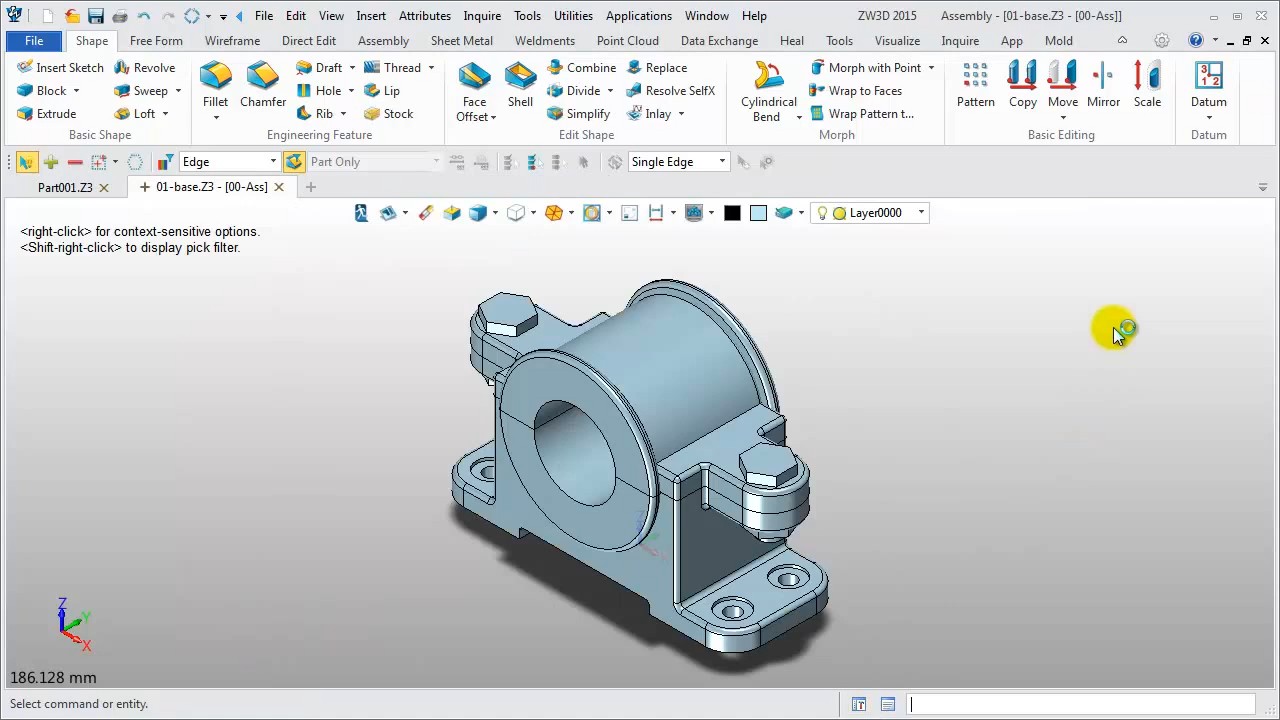 File Edit View Insert Attributes Inquire Tools Utilities Applications Window Help ZW3D 2015 Assembly - [01-base.Z3 - [00-Ass]]
File Shape Free Form Wireframe Direct Edit Assembly Sheet Metal Weldments Point Cloud Data Exchange Heal Tools Visualize Inquire App Mold
Insert Sketch Revolve Draft Thread Combine Replace Morph with Point
Block Sweep Hole Lip Divide Resolve SelfX Wrap to Faces
Extrude Loft Rib Stock Simplify Inlay Wrap Pattern t...
Fillet Chamfer Face Offset Shell Cylindrical Bend Pattern Copy Move Mirror Scale Datum
Basic Shape Engineering Feature Edit Shape Morph Basic Editing Datum
Edge Part Only Single Edge
Part001.Z3 01-base.Z3 - [00-Ass]
Layer0000
<right-click> for context-sensitive options.
<Shift-right-click> to display pick filter.
Z
Y
X
186.128 mm
Select command or entity.